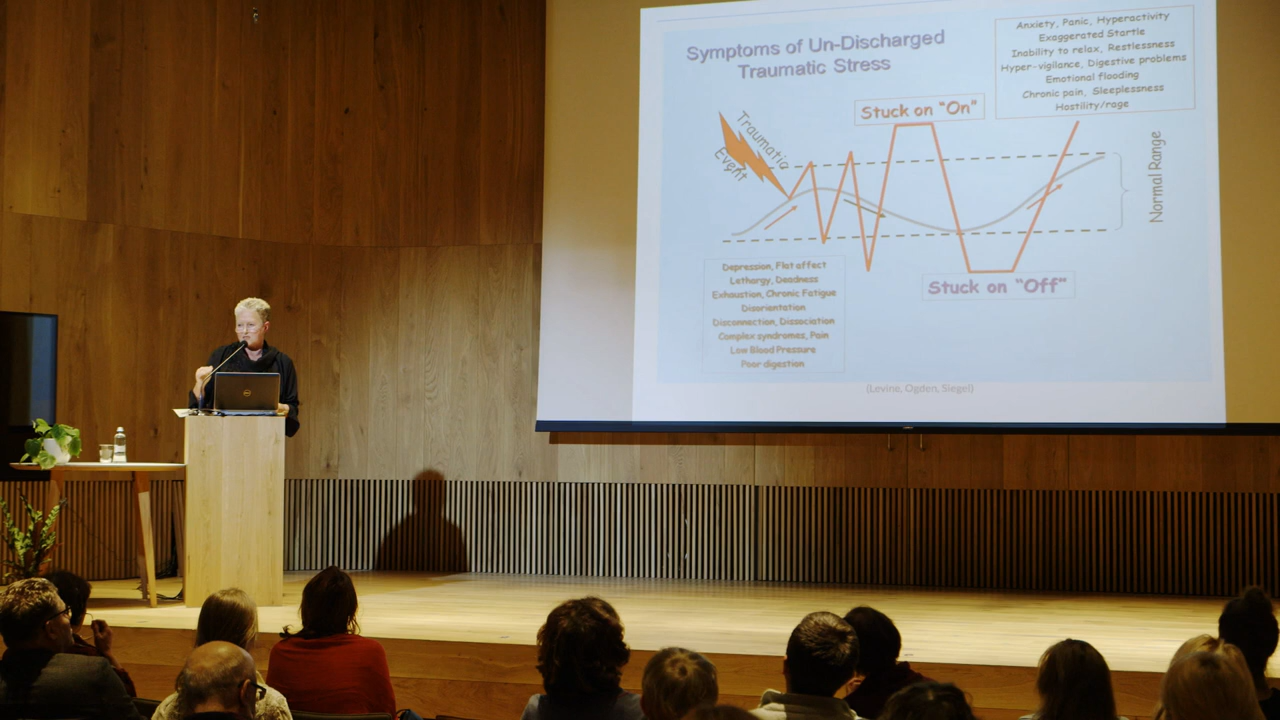 Symptoms of Un-Discharged
Traumatic Stress
Anxiety, Panic, Hyperactivity
Exaggerated Startle
Inability to relax, Restlessness
Hyper-vigilance, Digestive problems
Emotional flooding
Chronic pain, Sleeplessness
Hostility/rage
Stuck on "On"
Traumatic
Event
Normal Range
Depression, Flat affect
Lethargy, Deadness
Exhaustion, Chronic Fatigue
Disorientation
Disconnection, Dissociation
Complex syndromes, Pain
Low Blood Pressure
Poor digestion
Stuck on "Off"
(Levine, Ogden, Siegel)
DELL